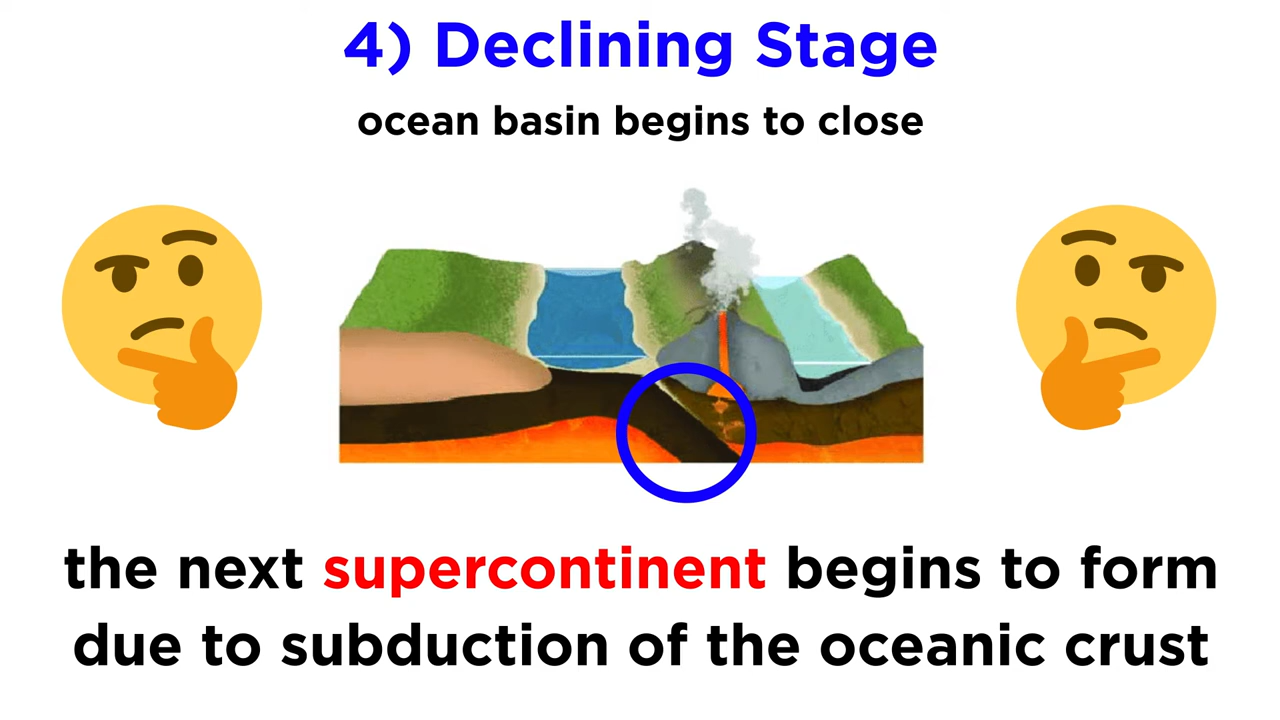 4) Declining Stage
ocean basin begins to close
the next supercontinent begins to form
due to subduction of the oceanic crust